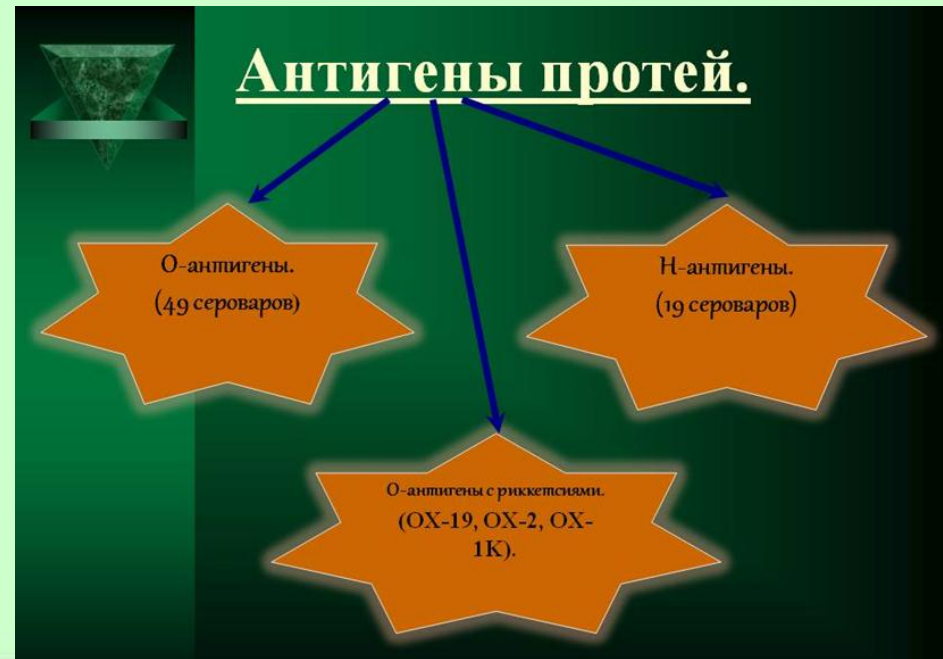 Антигены протей.
О-антигены.
(49 сероваров)
Н-антигены.
(19 сероваров)
О-антигены с риккетсиями.
(ОХ-19, ОХ-2, ОХ-
1К).